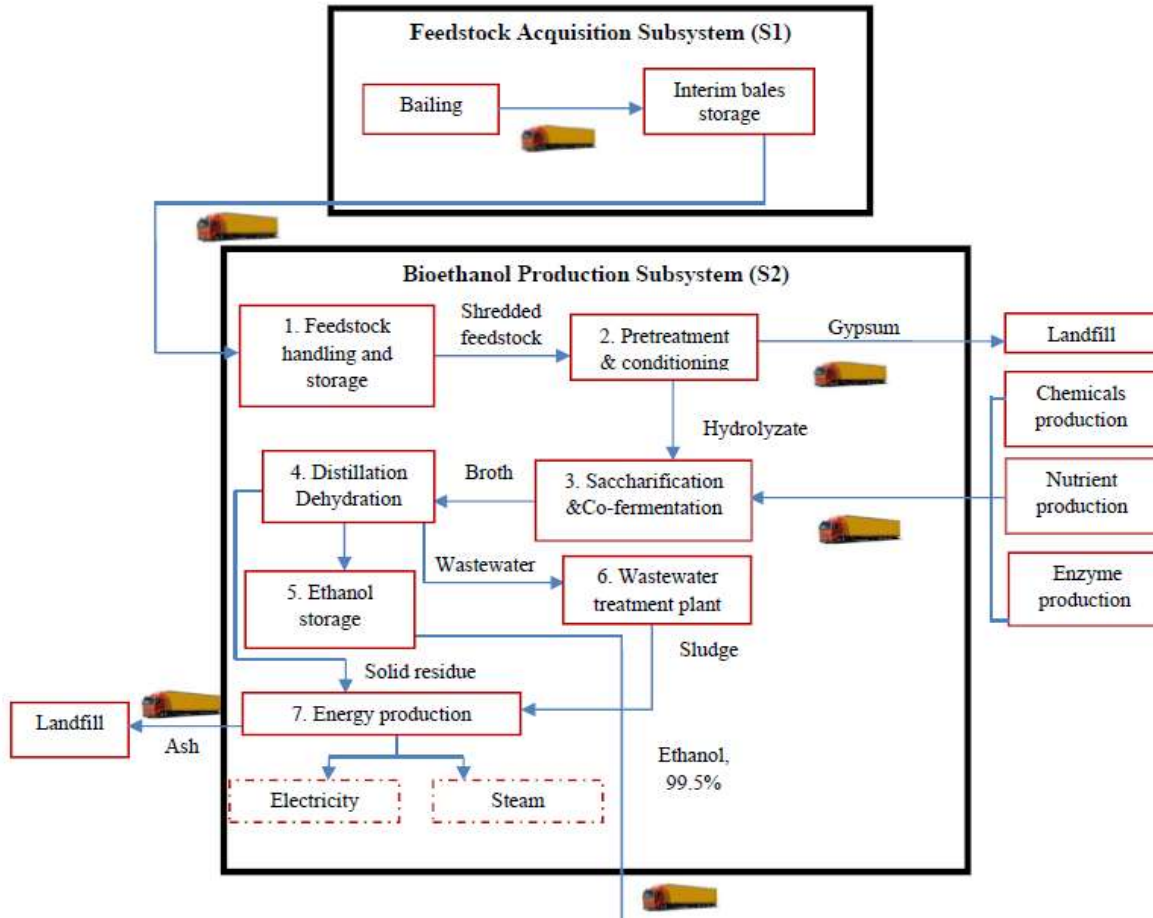 Feedstock Acquisition Subsystem (S1)
Bailing
Interim bales
storage
Bioethanol Production Subsystem (S2)
1. Feedstock
handling and
storage
Shredded
feedstock
2. Pretreatment
& conditioning
Gypsum
Landfill
Chemicals
production
Hydrolyzate
4. Distillation
Dehydration
Broth
3. Saccharification
&Co-fermentation
Nutrient
production
Wastewater
5. Ethanol
storage
6. Wastewater
treatment plant
Enzyme
production
Sludge
Solid residue
7. Energy production
Landfill
Ash
Ethanol,
99.5%
Electricity
Steam